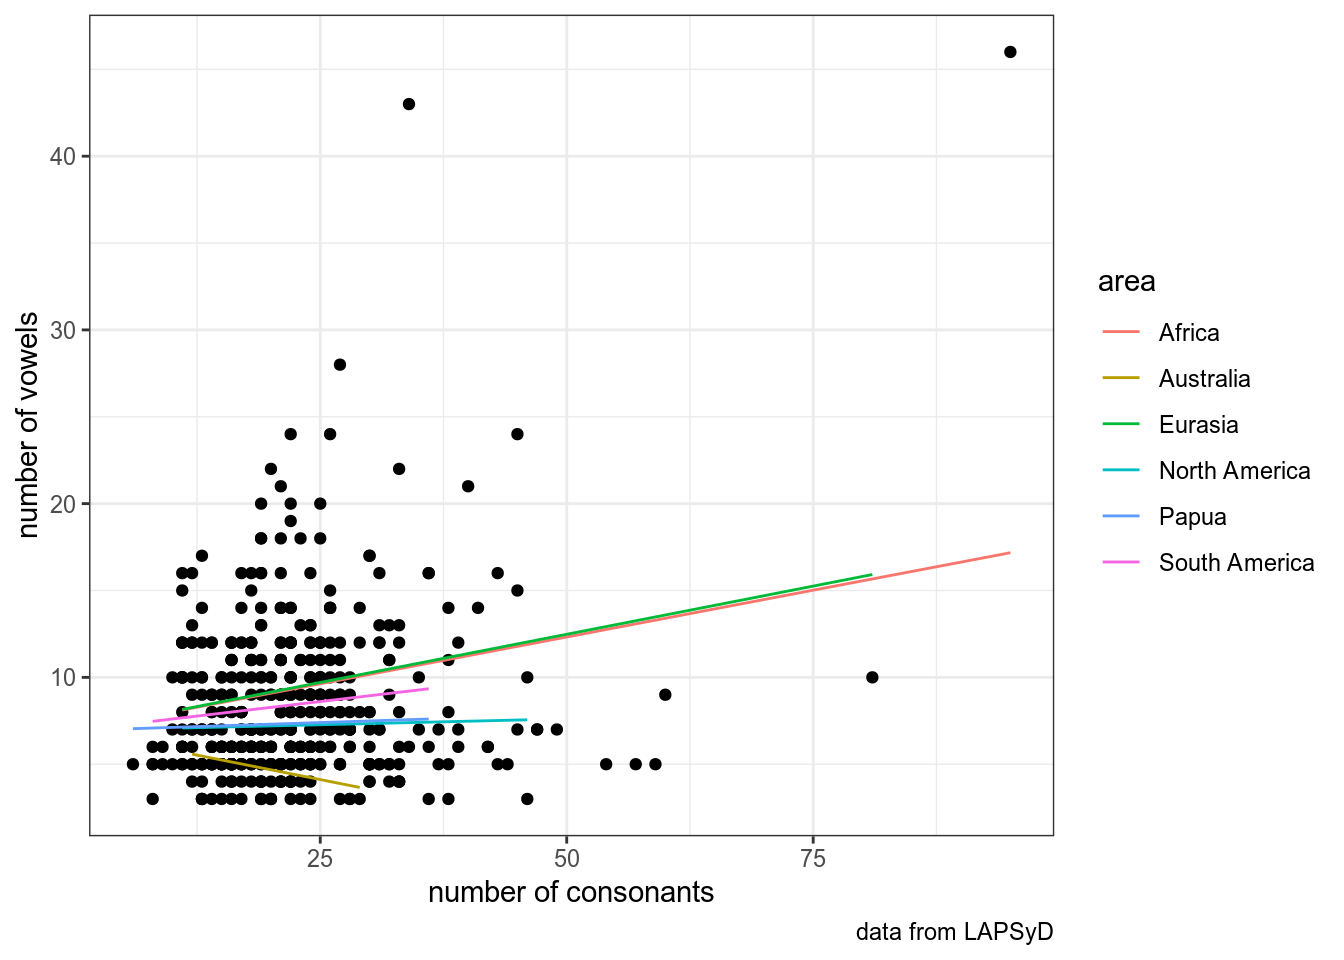 number of vowels
40
30
20
10
25
50
75
number of consonants
data from LAPSyD
area
Africa
Australia
Eurasia
North America
Papua
South America